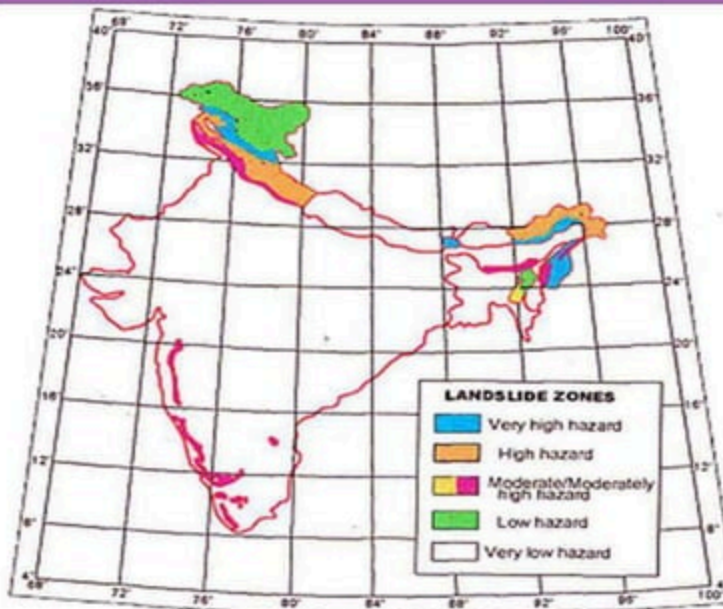 68° 72° 76° 80° 84° 88° 92° 96° 100°
40° 40°
36° 36°
32° 32°
28° 28°
24° 24°
20° 20°
16° 16°
12° 12°
8° 8°
4° 4°
68° 72° 76° 80° 84° 88° 92° 96° 100°
LANDSLIDE ZONES
Very high hazard
High hazard
Moderate/Moderately
high hazard
Low hazard
Very low hazard